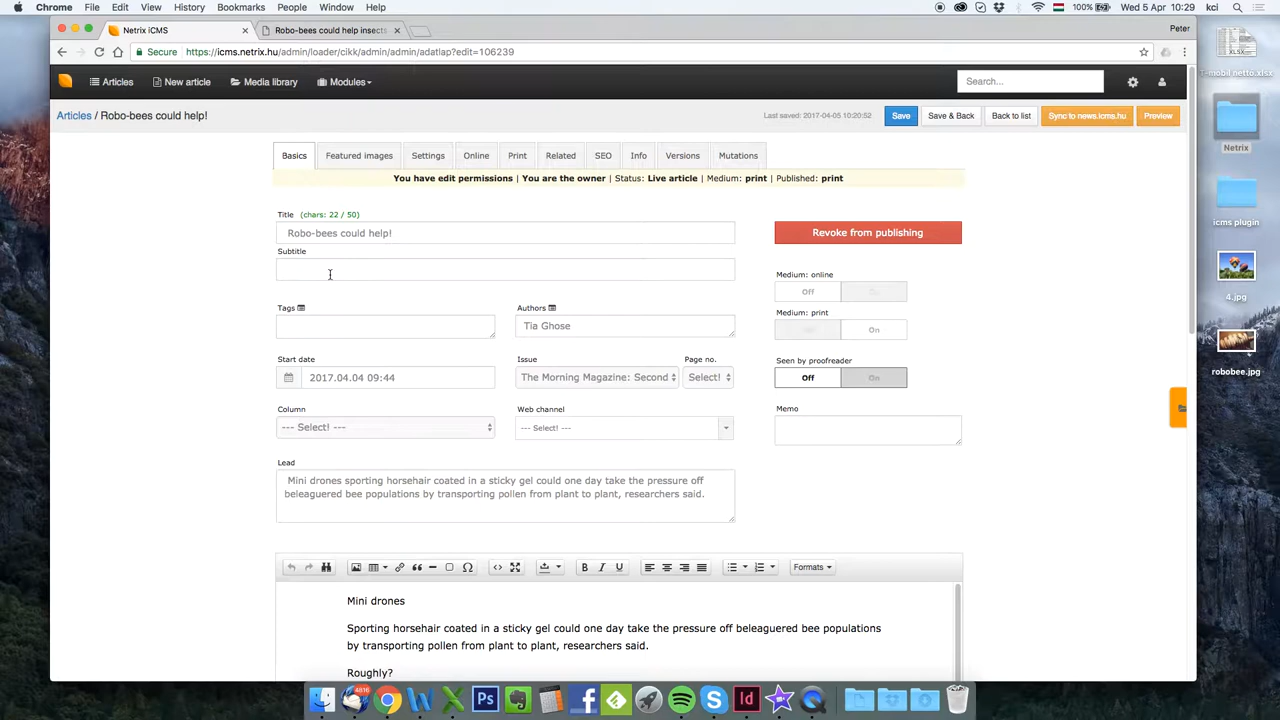 Chrome File Edit View History Bookmarks People Window Help
100% Wed 5 Apr 10:29 kci
Netrix iCMS
Robo-bees could help insects
Peter
Secure https://icms.netrix.hu/admin/loader/cikk/admin/admin/adatlap?edit=106239
Articles New article Media library Modules Search...
Articles / Robo-bees could help!
Last saved: 2017-04-05 10:20:52 Save Save & Back Back to list Sync to news.icms.hu Preview
Basics Featured images Settings Online Print Related SEO Info Versions Mutations
You have edit permissions | You are the owner | Status: Live article | Medium: print | Published: print
Title (chars: 22 / 50)
Robo-bees could help!
Revoke from publishing
Subtitle
Medium: online
Off
Tags Authors
Medium: print
Tia Ghose
On
Start date Issue Page no.
Seen by proofreader
2017.04.04 09:44 The Morning Magazine: Second Select!
Off On
Column Web channel Memo
--- Select! --- --- Select! ---
Lead
Mini drones sporting horsehair coated in a sticky gel could one day take the pressure off
beleaguered bee populations by transporting pollen from plant to plant, researchers said.
B I U Formats
Mini drones
Sporting horsehair coated in a sticky gel could one day take the pressure off beleaguered bee populations
by transporting pollen from plant to plant, researchers said.
Roughly?
XLSX
T-mobil netto.xlsx
Netrix
icms plugin
4.jpg
robobee.jpg
4816
Ps
Id